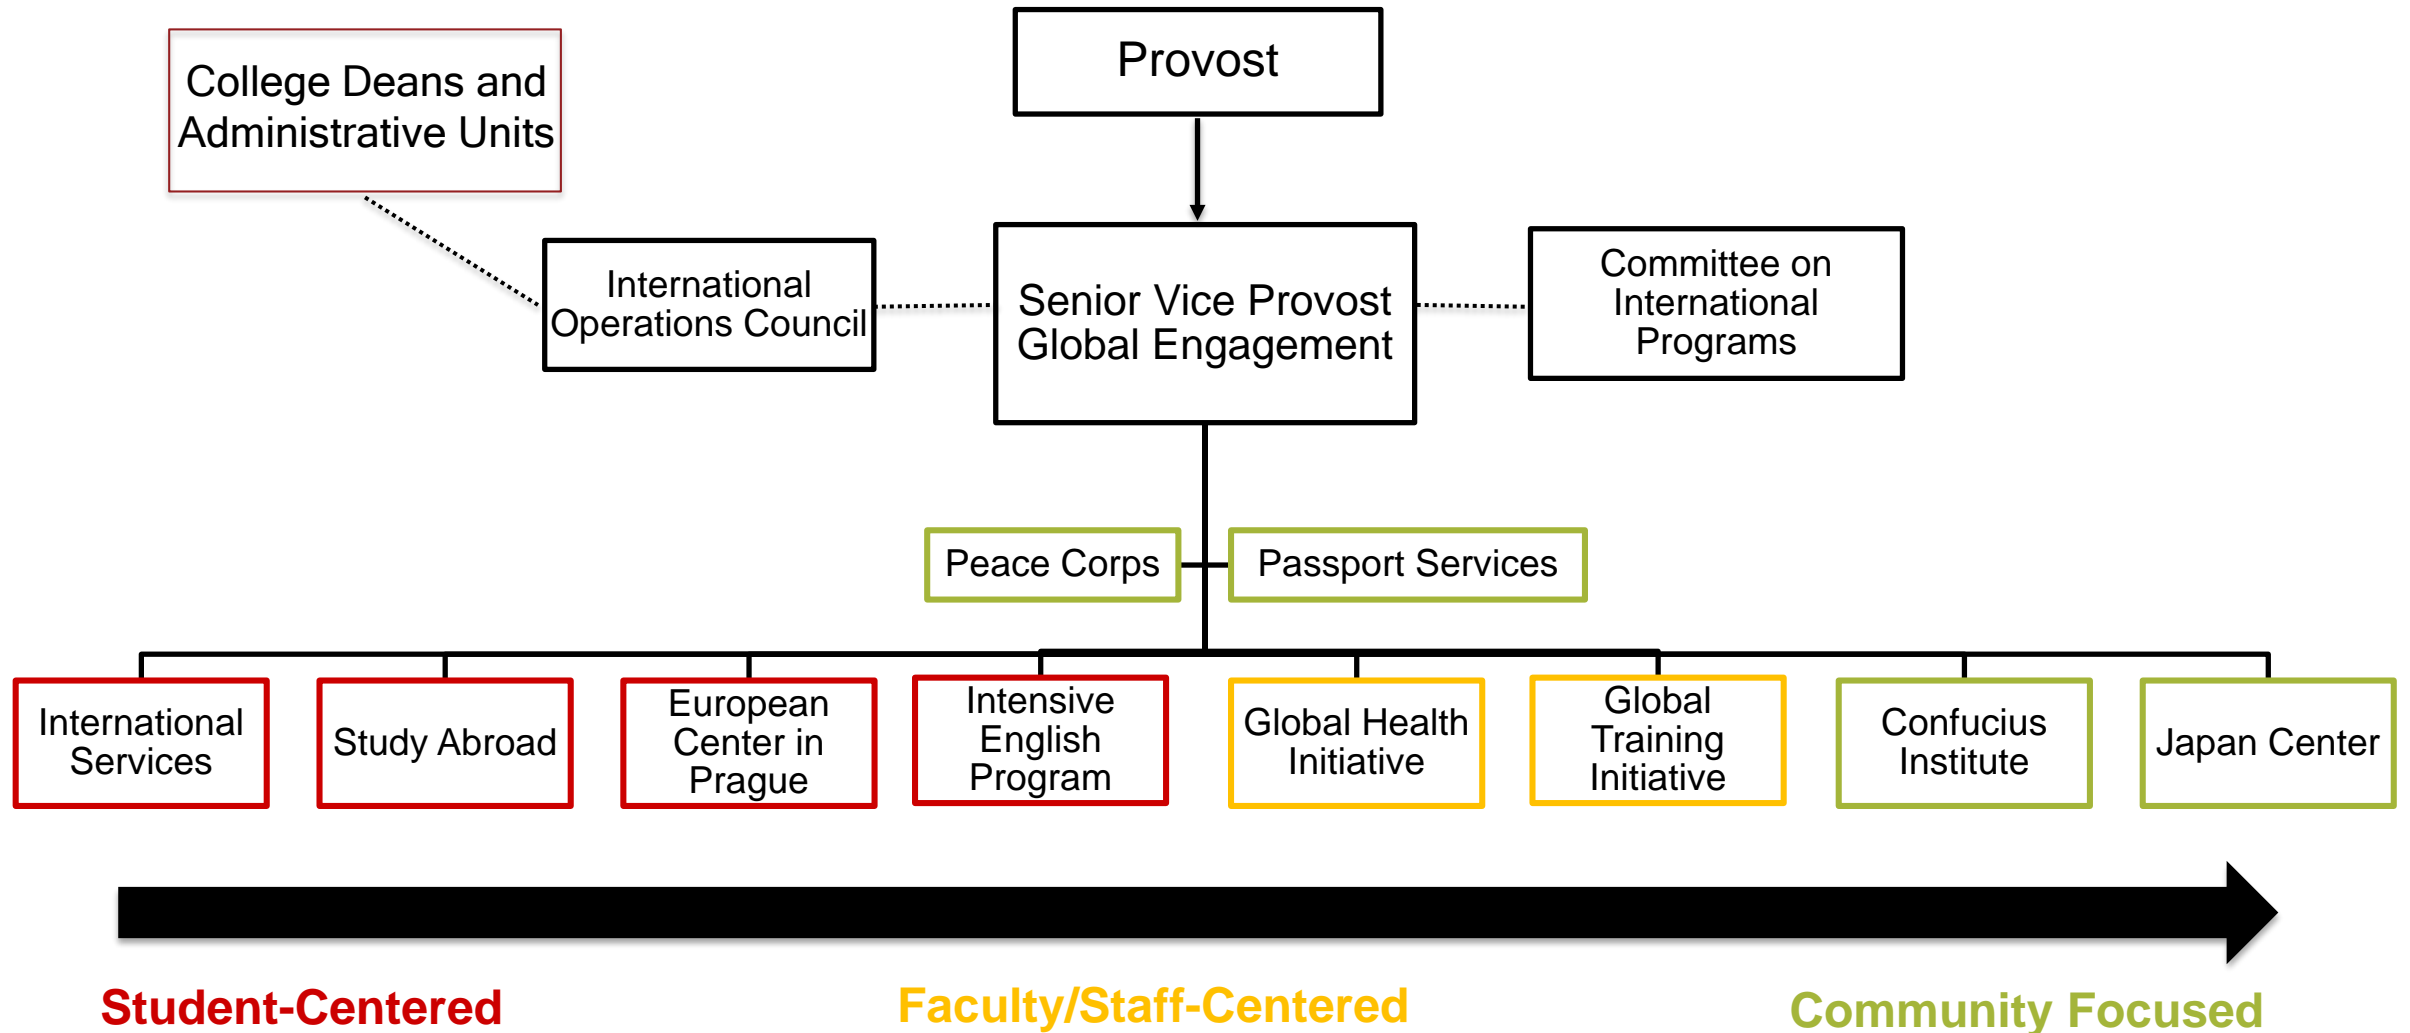 Provost
College Deans and
Administrative Units
International
Operations Council
Senior Vice Provost
Global Engagement
Committee on
International
Programs
Peace Corps
Passport Services
International
Services
Study Abroad
European
Center in
Prague
Intensive
English
Program
Global Health
Initiative
Global
Training
Initiative
Confucius
Institute
Japan Center
Student-Centered
Faculty/Staff-Centered
Community Focused